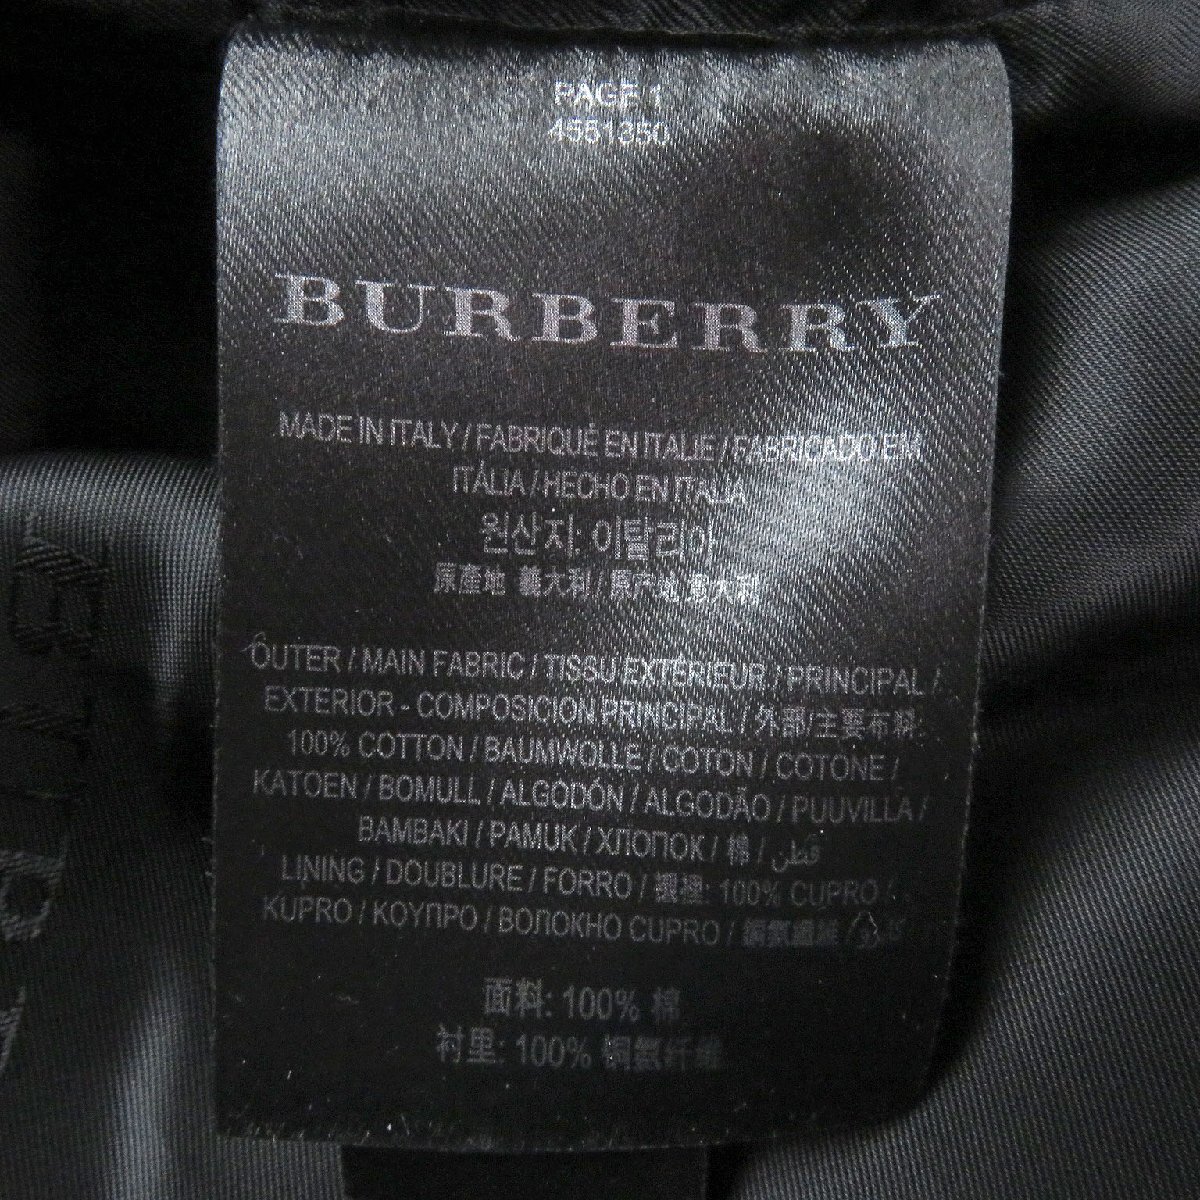 PAGE 1
4551350
BURBERRY
MADE IN ITALY / FABRIQUÉ EN ITALIE / FABRICADO EM
ITÁLIA / HECHO EN ITALIA
원산지: 이탈리아
原產地 義大利 / 原产地 意大利
OUTER / MAIN FABRIC / TISSU EXTÉRIEUR / PRINCIPAL /
EXTERIOR - COMPOSICIÓN PRINCIPAL / 外部/主要布料:
100% COTTON / BAUMWOLLE / COTON / COTONE /
KATOEN / BOMULL / ALGODÓN / ALGODÃO / PUUVILLA /
BAMBAKI / PAMUK / ХЛОПОК / 棉 / قطن
LINING / DOUBLURE / FORRO / 裏裡: 100% CUPRO /
KUPRO / ΚΟΥΠΡΟ / ВОЛОКНО CUPRO / 銅氨纖維 /
面料: 100% 棉
衬里: 100% 铜氨纤维